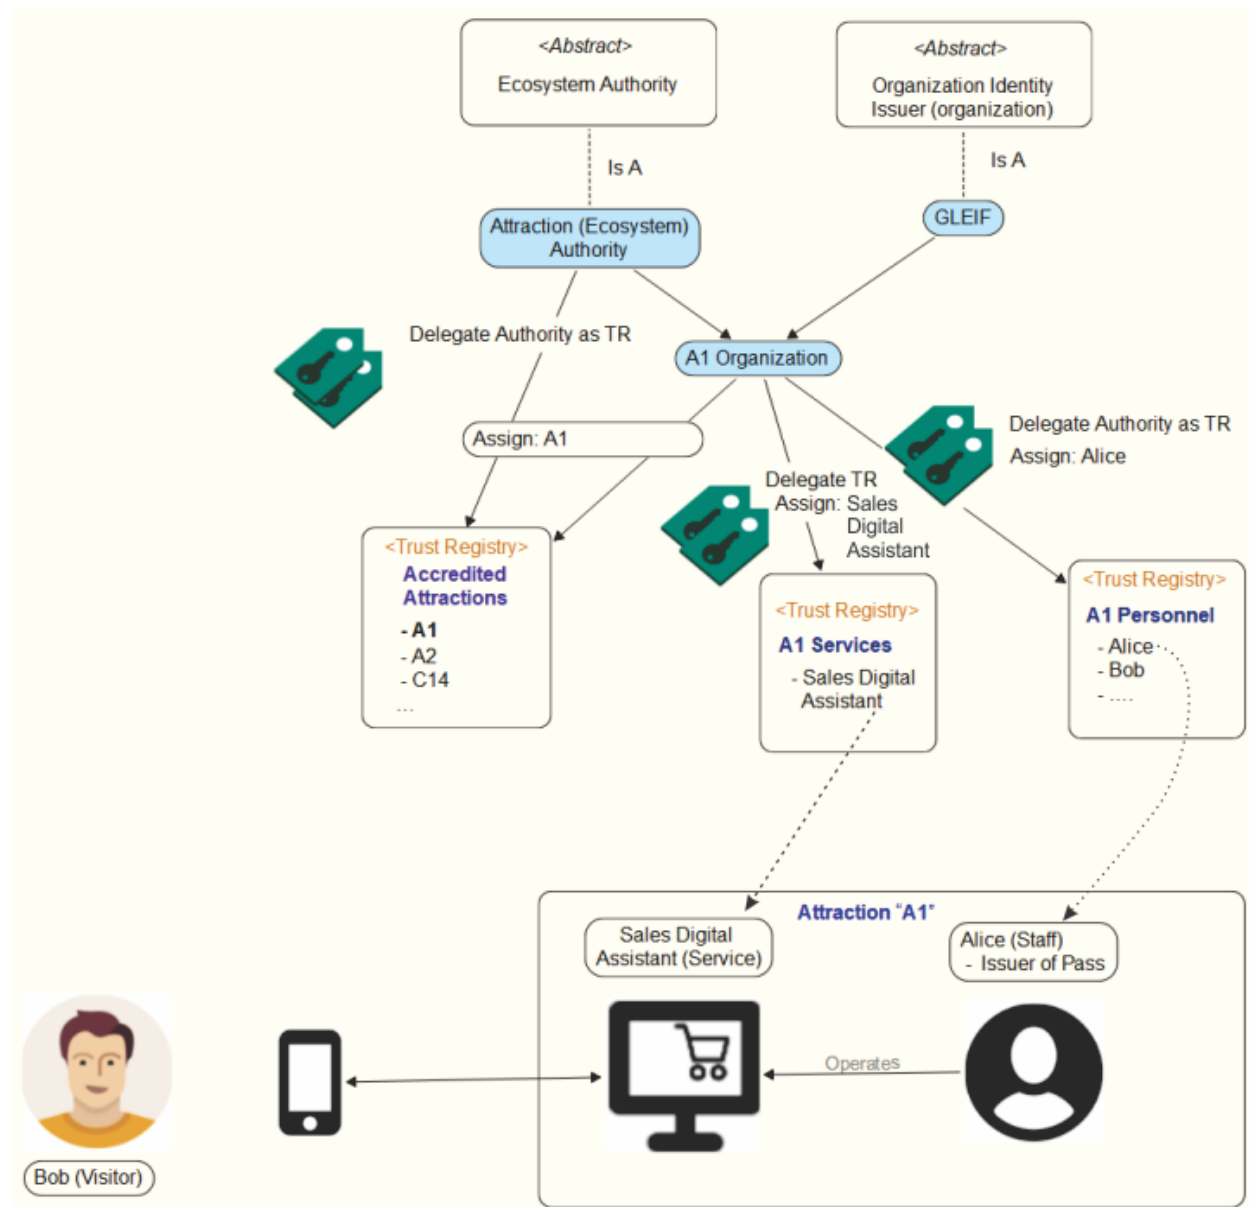 <Abstract>
Ecosystem Authority
<Abstract>
Organization Identity
Issuer (organization)
Is A
Is A
Attraction (Ecosystem)
Authority
GLEIF
Delegate Authority as TR
A1 Organization
Assign: A1
Delegate Authority as TR
Assign: Alice
Delegate TR
Assign: Sales
Digital
Assistant
<Trust Registry>
Accredited
Attractions
- A1
- A2
- C14
...
<Trust Registry>
A1 Services
- Sales Digital
Assistant
<Trust Registry>
A1 Personnel
- Alice
- Bob
- ....
Attraction “A1”
Sales Digital
Assistant (Service)
Alice (Staff)
- Issuer of Pass
Operates
Bob (Visitor)